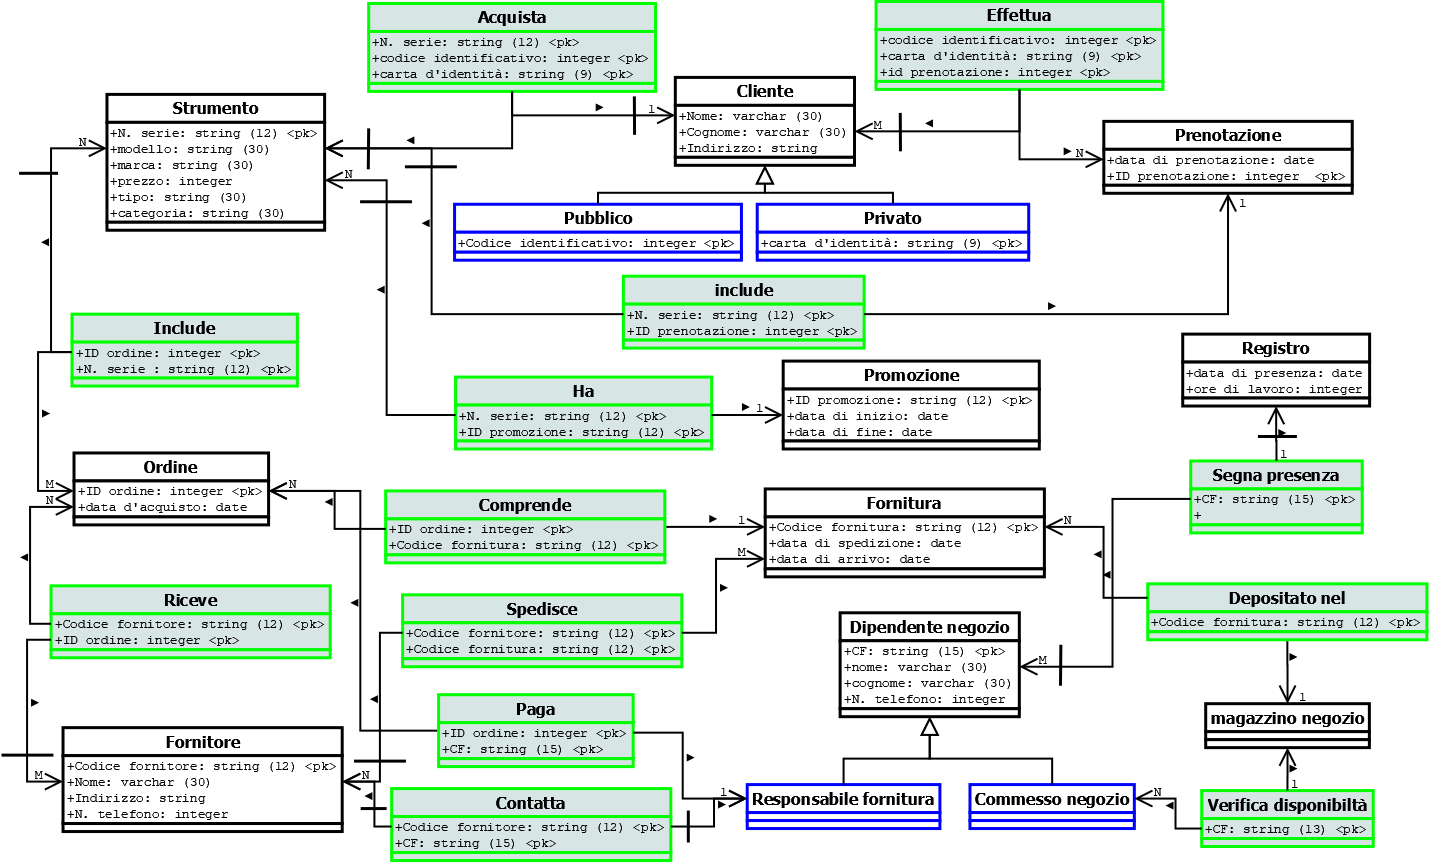 Acquista
+N. serie: string (12) <pk>
+codice identificativo: integer <pk>
+carta d'identità: string (9) <pk>
Effettua
+codice identificativo: integer <pk>
+carta d'identità: string (9) <pk>
+id prenotazione: integer <pk>
Strumento
+N. serie: string (12) <pk>
+modello: string (30)
+marca: string (30)
+prezzo: integer
+tipo: string (30)
+categoria: string (30)
N
N
1
Cliente
+Nome: varchar (30)
+Cognome: varchar (30)
+Indirizzo: string
M
N
Prenotazione
+data di prenotazione: date
+ID prenotazione: integer <pk>
1
Pubblico
+Codice identificativo: integer <pk>
Privato
+carta d'identità: string (9) <pk>
include
+N. serie: string (12) <pk>
+ID prenotazione: integer <pk>
Include
+ID ordine: integer <pk>
+N. serie : string (12) <pk>
Ha
+N. serie: string (12) <pk>
+ID promozione: string (12) <pk>
1
Promozione
+ID promozione: string (12) <pk>
+data di inizio: date
+data di fine: date
Registro
+data di presenza: date
+ore di lavoro: integer
1
Segna presenza
+CF: string (15) <pk>
+
Ordine
+ID ordine: integer <pk>
+data d'acquisto: date
M
N
N
Comprende
+ID ordine: integer <pk>
+Codice fornitura: string (12) <pk>
1
M
Fornitura
+Codice fornitura: string (12) <pk>
+data di spedizione: date
+data di arrivo: date
N
Riceve
+Codice fornitore: string (12) <pk>
+ID ordine: integer <pk>
Spedisce
+Codice fornitore: string (12) <pk>
+Codice fornitura: string (12) <pk>
Depositato nel
+Codice fornitura: string (12) <pk>
Dipendente negozio
+CF: string (15) <pk>
+nome: varchar (30)
+cognome: varchar (30)
+N. telefono: integer
M
1
magazzino negozio
1
Paga
+ID ordine: integer <pk>
+CF: string (15) <pk>
Fornitore
+Codice fornitore: string (12) <pk>
+Nome: varchar (30)
+Indirizzo: string
+N. telefono: integer
M
N
Contatta
+Codice fornitore: string (12) <pk>
+CF: string (15) <pk>
1
Responsabile fornitura
Commesso negozio
N
Verifica disponibiltà
+CF: string (13) <pk>